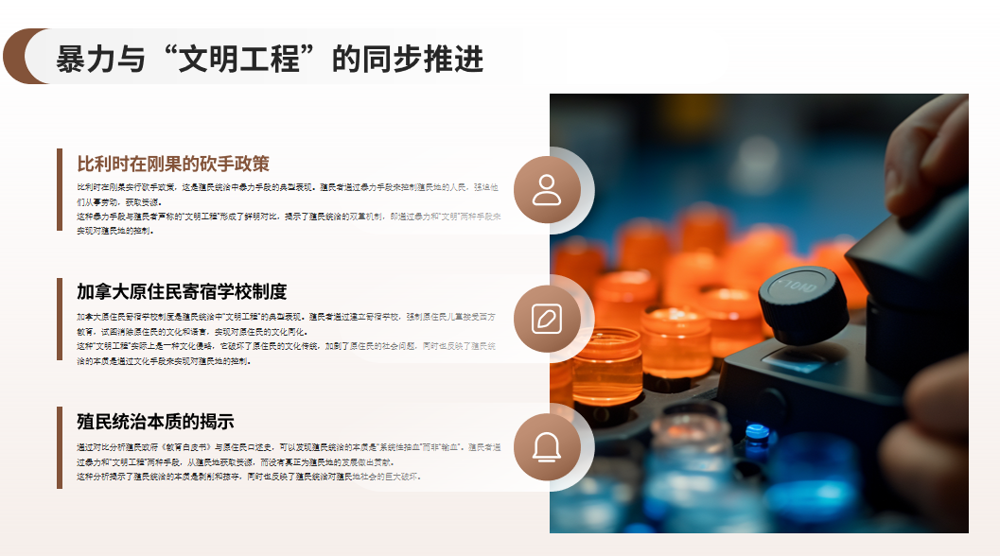 暴力与“文明工程”的同步推进
比利时在刚果的砍手政策
比利时在刚果实行砍手政策，这是殖民统治中暴力手段的典型表现。殖民者通过暴力手段来控制殖民地的人民，强迫他
们从事劳动，获取资源。
这种暴力手段与殖民者声称的“文明工程”形成了鲜明对比，揭示了殖民统治的双重机制，即通过暴力和“文明”两种手段来
实现对殖民地的控制。
加拿大原住民寄宿学校制度
加拿大原住民寄宿学校制度是殖民统治中“文明工程”的典型表现。殖民者通过建立寄宿学校，强制原住民儿童接受西方
教育，试图消除原住民的文化和语言，实现对原住民的文化同化。
这种“文明工程”实际上是一种文化侵略，它破坏了原住民的文化传统，加剧了原住民的社会问题，同时也反映了殖民统
治的本质是通过文化手段来实现对殖民地的控制。
殖民统治本质的揭示
通过对比分析殖民政府《教育白皮书》与原住民口述史，可以发现殖民统治的本质是“系统性抽血”而非“输血”。殖民者通
过暴力和“文明工程”两种手段，从殖民地获取资源，而没有真正为殖民地的发展做出贡献。
这种分析揭示了殖民统治的本质是剥削和掠夺，同时也反映了殖民统治对殖民地社会的巨大破坏。